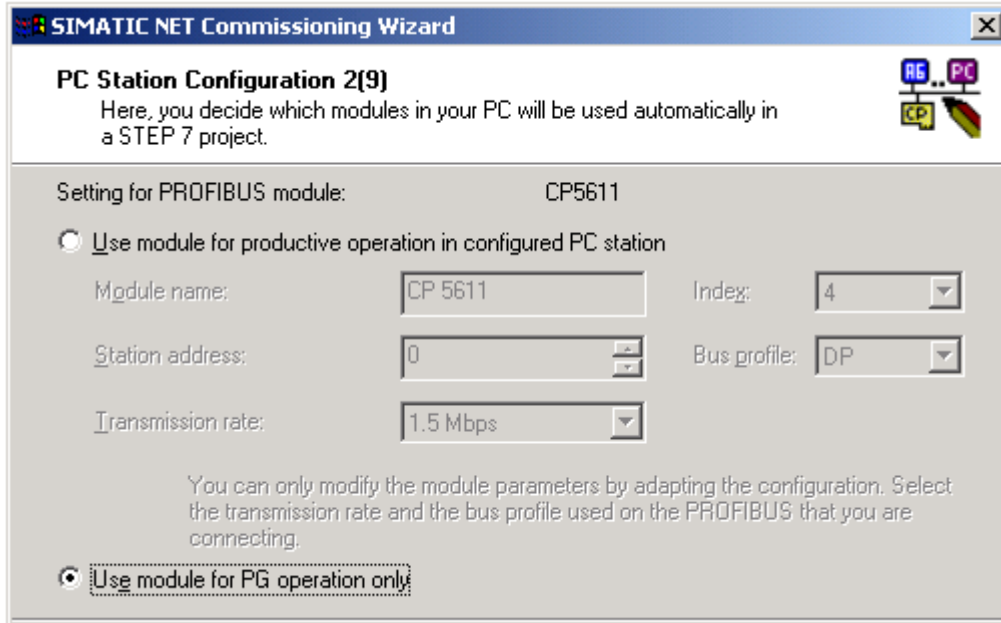 SIMATIC NET Commissioning Wizard
PC Station Configuration 2(9)
Here, you decide which modules in your PC will be used automatically in
a STEP 7 project.
AG PC
CP
Setting for PROFIBUS module: CP5611
Use module for productive operation in configured PC station
Module name: CP 5611 Index: 4
Station address: 0 Bus profile: DP
Transmission rate: 1.5 Mbps
You can only modify the module parameters by adapting the configuration. Select
the transmission rate and the bus profile used on the PROFIBUS that you are
connecting.
Use module for PG operation only